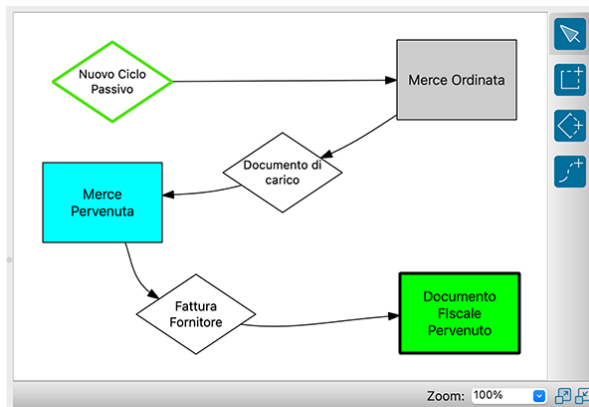 Nuovo Ciclo
Passivo
Merce Ordinata
Documento di
carico
Merce
Pervenuta
Fattura
Fornitore
Documento
FIscale
Pervenuto
Zoom: 100%